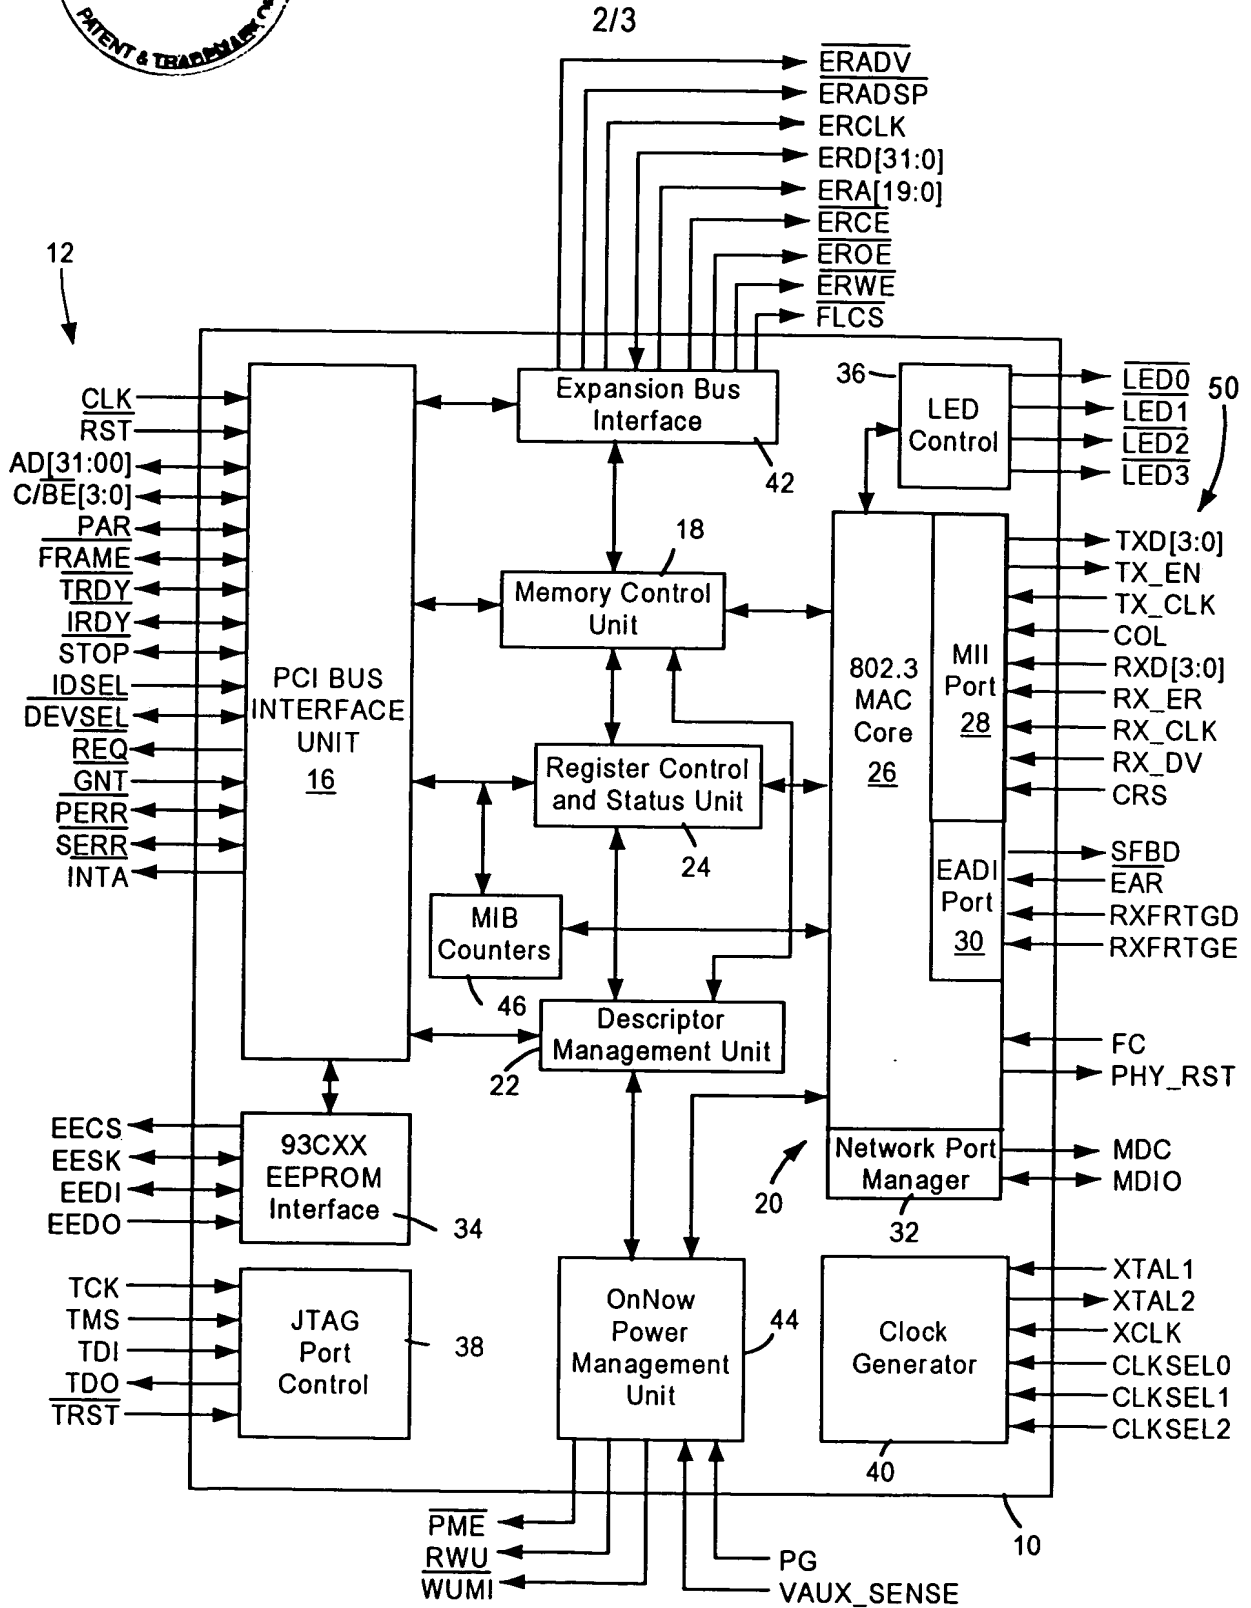 PATENT & TRADEMARK
2/3
ERADV
ERADSP
ERCLK
ERD[31:0]
ERA[19:0]
ERCE
EROE
ERWE
FLCS
12
CLK
RST
AD[31:00]
C/BE[3:0]
PAR
FRAME
TRDY
IRDY
STOP
IDSEL
DEVSEL
REQ
GNT
PERR
SERR
INTA
PCI BUS
INTERFACE
UNIT
16
Expansion Bus
Interface
42
36
LED
Control
LED0
LED1
LED2
LED3
50
18
Memory Control
Unit
802.3
MAC
Core
26
MII
Port
28
TXD[3:0]
TX_EN
TX_CLK
COL
RXD[3:0]
RX_ER
RX_CLK
RX_DV
CRS
Register Control
and Status Unit
24
MIB
Counters
46
EADI
Port
30
SFBD
EAR
RXFRTGD
RXFRTGE
Descriptor
Management Unit
22
FC
PHY_RST
EECS
EESK
EEDI
EEDO
93CXX
EEPROM
Interface
34
20
Network Port
Manager
32
MDC
MDIO
TCK
TMS
TDI
TDO
TRST
JTAG
Port
Control
38
OnNow
Power
Management
Unit
44
Clock
Generator
40
XTAL1
XTAL2
XCLK
CLKSEL0
CLKSEL1
CLKSEL2
10
PME
RWU
WUMI
PG
VAUX_SENSE